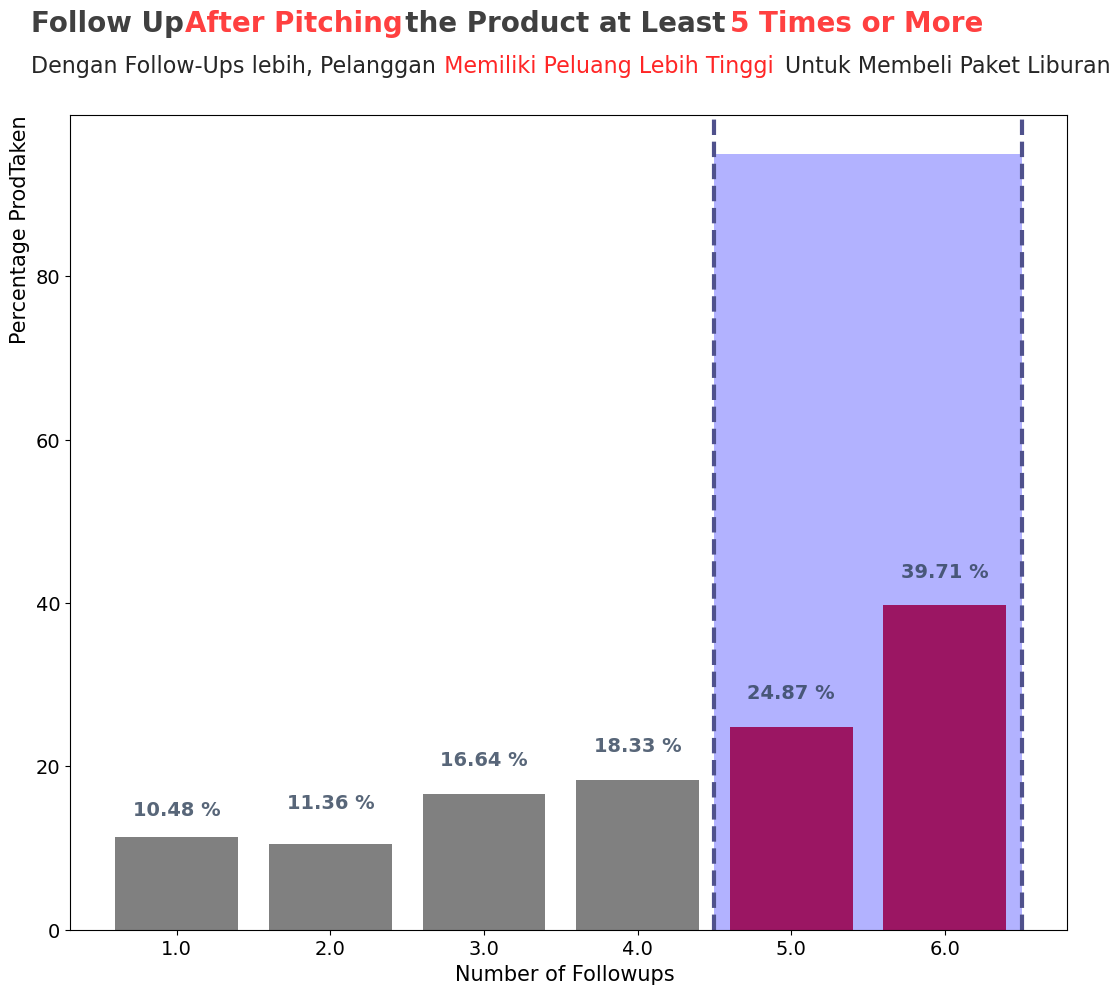 Follow Up After Pitching the Product at Least 5 Times or More
Dengan Follow-Ups lebih, Pelanggan Memiliki Peluang Lebih Tinggi Untuk Membeli Paket Liburan
Percentage ProdTaken
80
60
40
20
0
10.48 %
11.36 %
16.64 %
18.33 %
24.87 %
39.71 %
1.0 2.0 3.0 4.0 5.0 6.0
Number of Followups